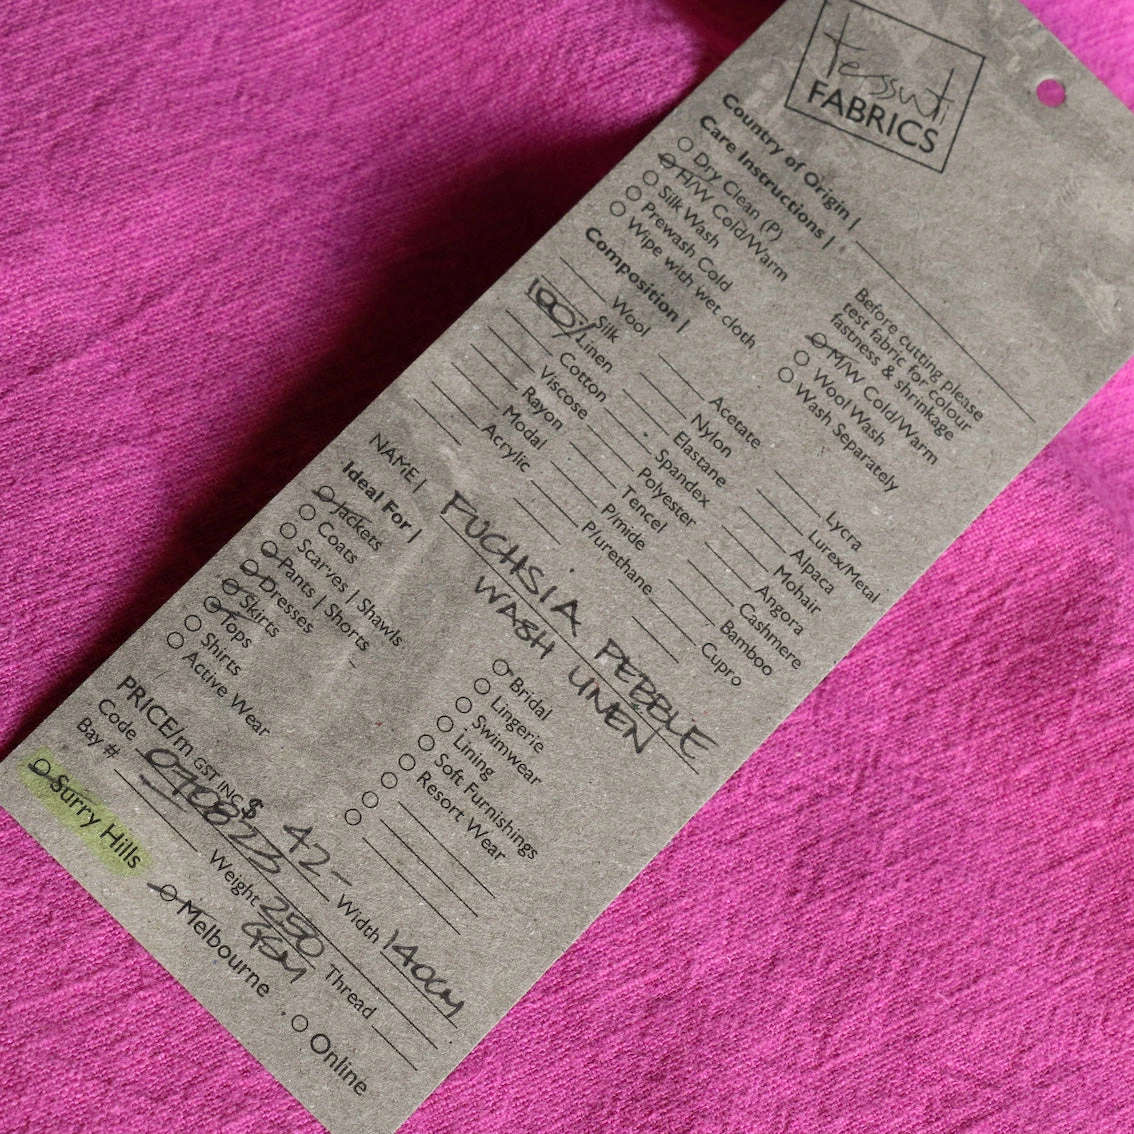 tessuti
FABRICS
Country of Origin |
Care Instructions |
Dry Clean (P)
H/W Cold/Warm
Silk Wash
Prewash Cold
Wipe with wet cloth
Before cutting please
test fabric for colour
fastness & shrinkage
M/W Cold/Warm
Wool Wash
Wash Separately
Composition |
Wool
Silk
100% Linen
Cotton
Viscose
Rayon
Modal
Acrylic
Acetate
Nylon
Elastane
Spandex
Polyester
Tencel
P/mide
P/urethane
Lycra
Lurex/Metal
Alpaca
Mohair
Angora
Cashmere
Bamboo
Cupro
NAME | FUCHSIA PEBBLE
WASH LINEN
Ideal For |
Jackets
Coats
Scarves | Shawls
Pants | Shorts
Dresses
Skirts
Tops
Shirts
Active Wear
Bridal
Lingerie
Swimwear
Lining
Soft Furnishings
Resort Wear
PRICE/m GST INC $ 42- Width 140cm
Code 070823 Weight 250 GSM Thread
Bay #
Surry Hills Melbourne Online